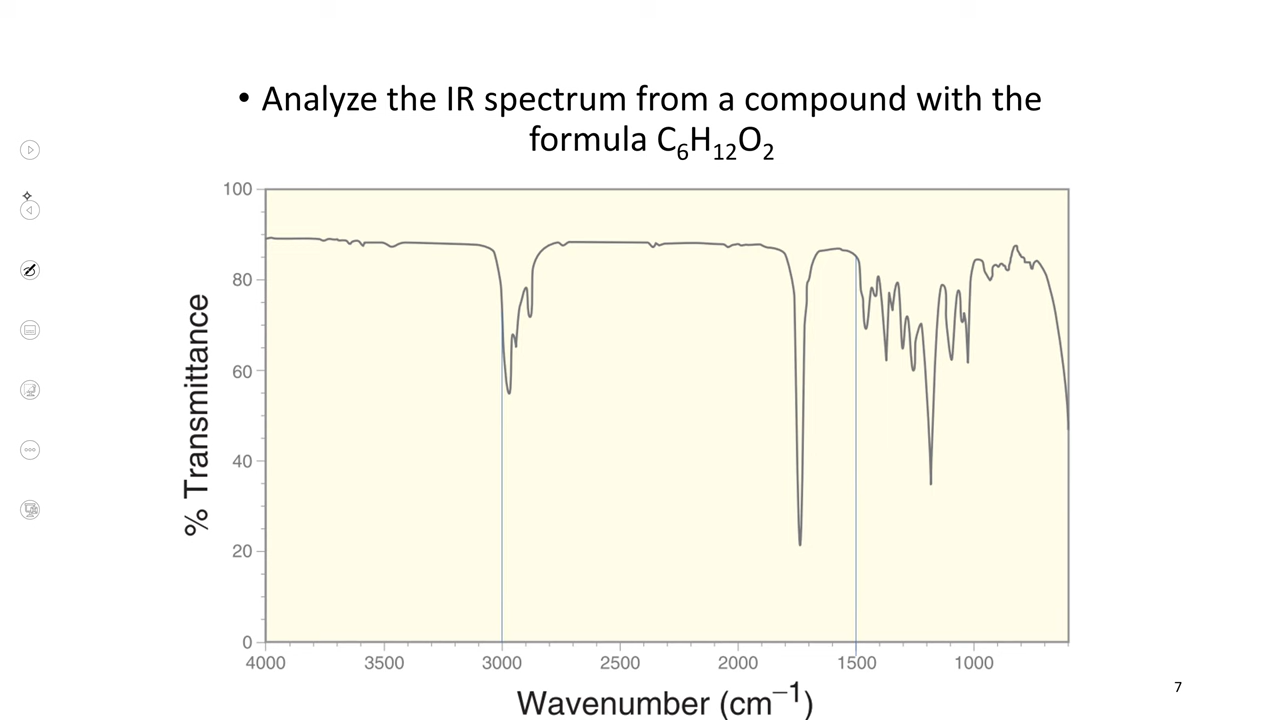 • Analyze the IR spectrum from a compound with the
formula C₆H₁₂O₂
100
80
60
40
20
0
% Transmittance
4000 3500 3000 2500 2000 1500 1000
Wavenumber (cm⁻¹)
7